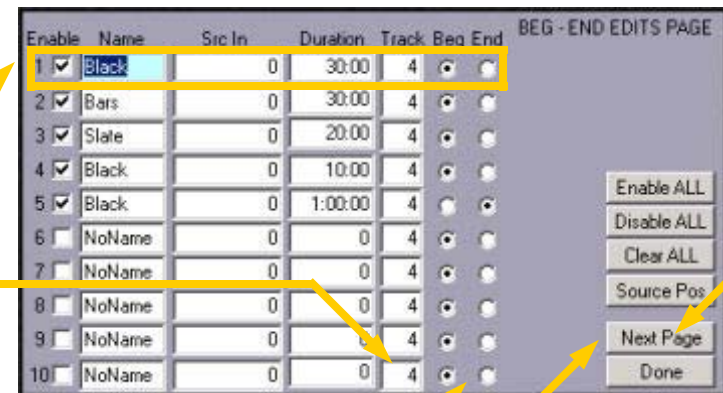 BEG - END EDITS PAGE
Enable Name Src In Duration Track Beg End
1 Black 0 30:00 4
2 Bars 0 30:00 4
3 Slate 0 20:00 4
4 Black 0 10:00 4
5 Black 0 1:00:00 4
6 NoName 0 0 4
7 NoName 0 0 4
8 NoName 0 0 4
9 NoName 0 0 4
10 NoName 0 0 4
Enable ALL
Disable ALL
Clear ALL
Source Pos
Next Page
Done